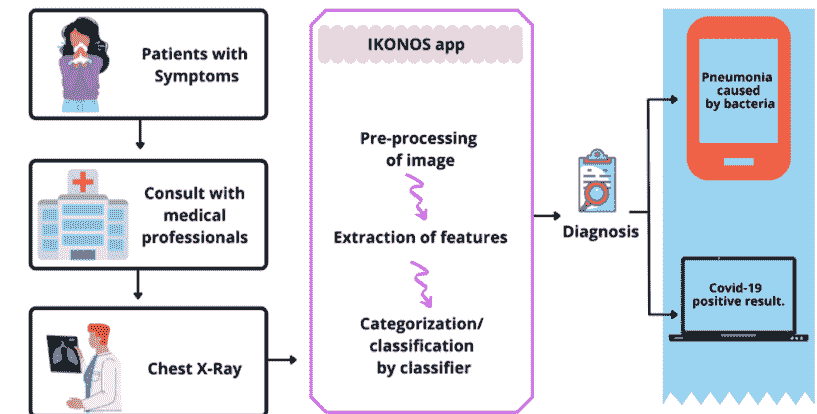 Patients with
Symptoms
Consult with
medical
professionals
Chest X-Ray
IKONOS app
Pre-processing
of image
Extraction of features
Categorization/
classification
by classifier
Diagnosis
Pneumonia
caused
by bacteria
Covid-19
positive result.